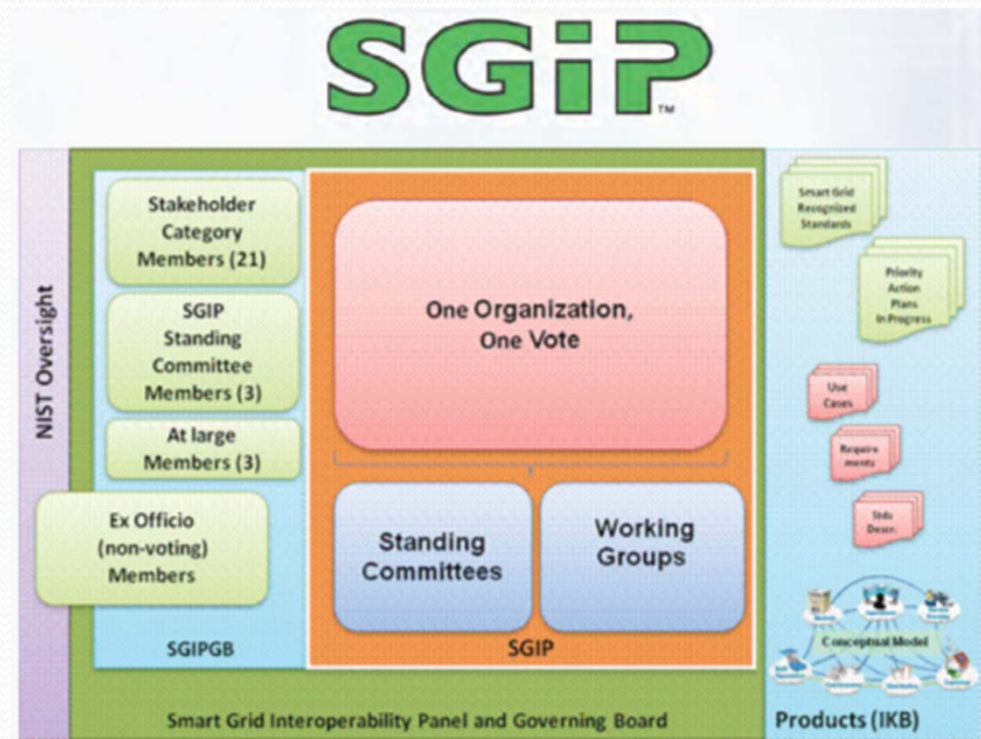 SGiP
TM
NIST Oversight
Stakeholder
Category
Members (21)
SGIP
Standing
Committee
Members (3)
At large
Members (3)
Ex Officio
(non-voting)
Members
SGIPGB
One Organization,
One Vote
Standing
Committees
Working
Groups
SGIP
Smart Grid Interoperability Panel and Governing Board
Smart Grid
Recognized
Standards
Priority
Action
Plans
In Progress
Use
Cases
Require
ments
Stds
Descr.
Conceptual Model
Products (IKB)